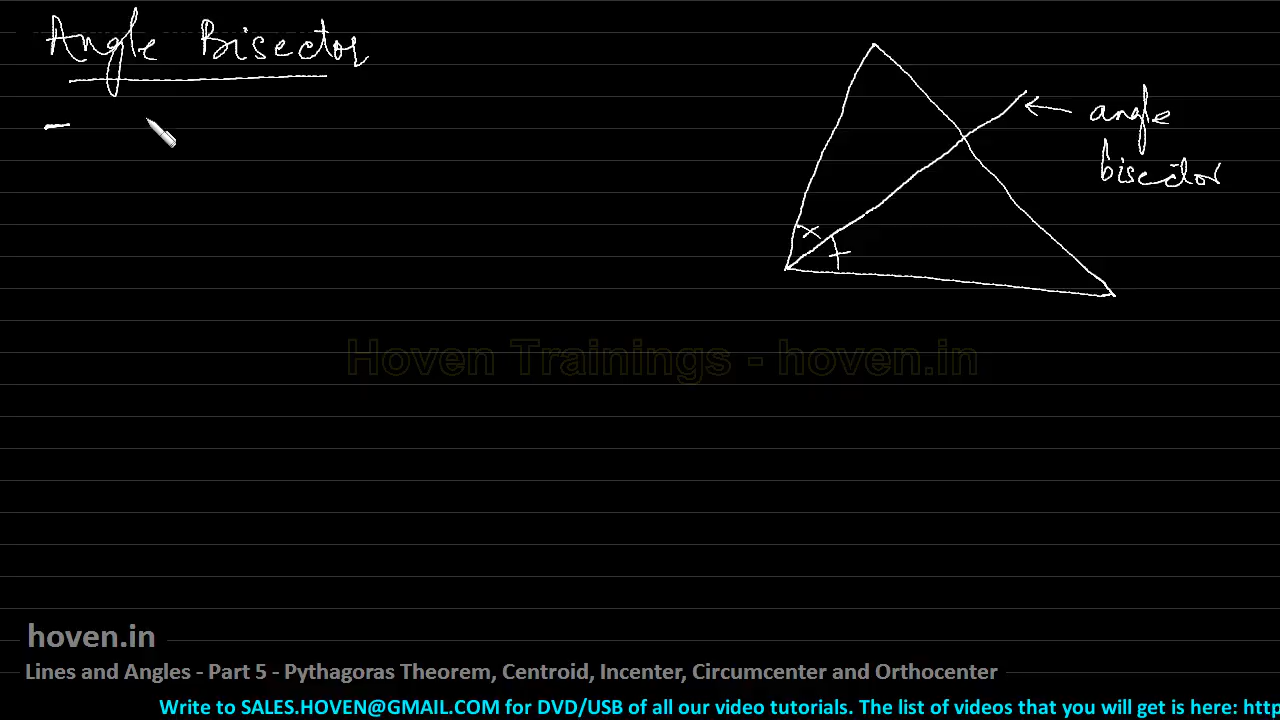 Angle Bisector
-
angle
bisector
x
x
Hoven Trainings - hoven.in
hoven.in
Lines and Angles - Part 5 - Pythagoras Theorem, Centroid, Incenter, Circumcenter and Orthocenter
Write to SALES.HOVEN@GMAIL.COM for DVD/USB of all our video tutorials. The list of videos that you will get is here: http